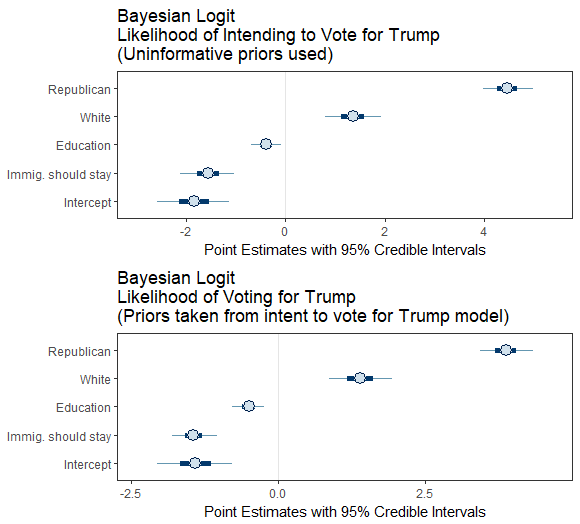 Bayesian Logit
Likelihood of Intending to Vote for Trump
(Uninformative priors used)
Republican
White
Education
Immig. should stay
Intercept
-2 0 2 4
Point Estimates with 95% Credible Intervals
Bayesian Logit
Likelihood of Voting for Trump
(Priors taken from intent to vote for Trump model)
Republican
White
Education
Immig. should stay
Intercept
-2.5 0.0 2.5
Point Estimates with 95% Credible Intervals